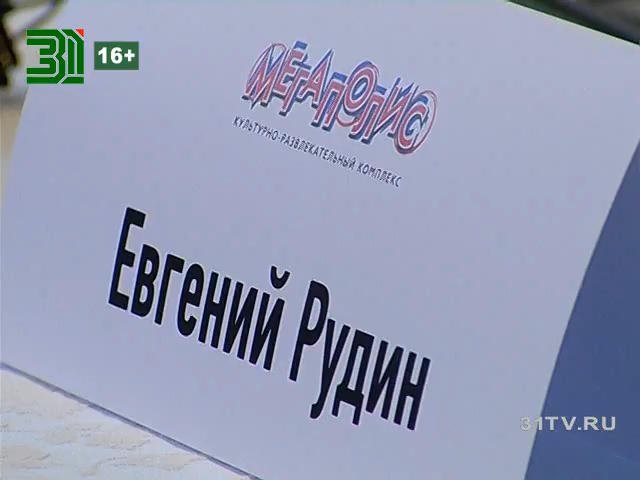 31
16+
МЕГАПОЛИС
КУЛЬТУРНО-РАЗВЛЕКАТЕЛЬНЫЙ КОМПЛЕКС
Евгений Рудин
31TV.RU